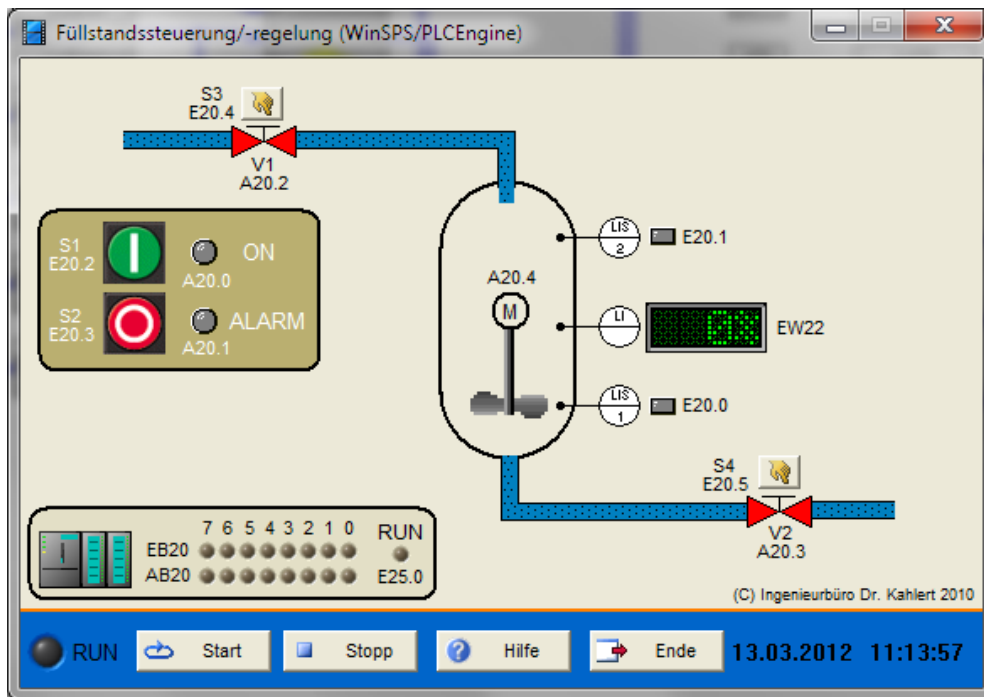 Füllstandssteuerung/-regelung (WinSPS/PLCEngine)
S3
E20.4
V1
A20.2
S1
E20.2
ON
A20.0
S2
E20.3
ALARM
A20.1
A20.4
M
LIS
2
E20.1
LI
0%
EW22
LIS
1
E20.0
S4
E20.5
V2
A20.3
7 6 5 4 3 2 1 0 RUN
EB20
AB20
E25.0
(C) Ingenieurbüro Dr. Kahlert 2010
RUN Start Stopp Hilfe Ende 13.03.2012 11:13:57